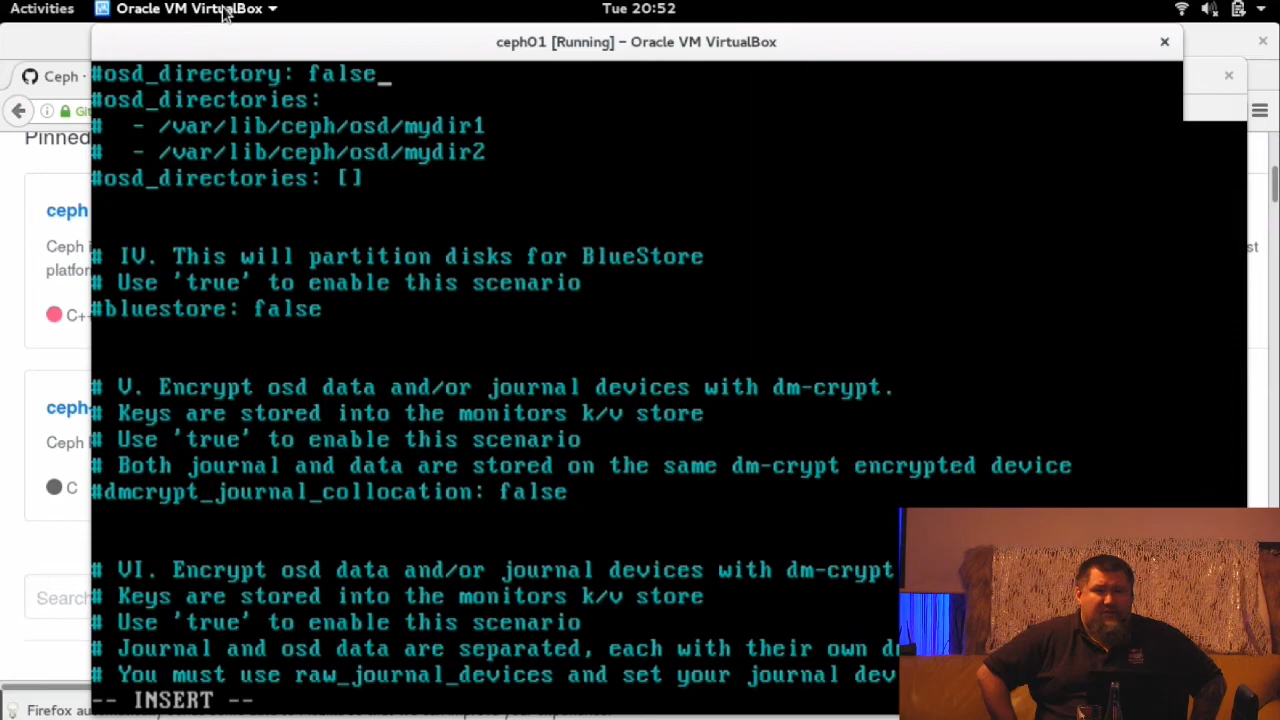 Activities
Oracle VM VirtualBox
Tue 20:52
ceph01 [Running] – Oracle VM VirtualBox
Ceph ·
Pinned
ceph
Ceph
platfor
C++
ceph-
Ceph
C
Search
st
#osd_directory: false_
#osd_directories:
#  - /var/lib/ceph/osd/mydir1
#  - /var/lib/ceph/osd/mydir2
#osd_directories: []
# IV. This will partition disks for BlueStore
# Use 'true' to enable this scenario
#bluestore: false
# V. Encrypt osd data and/or journal devices with dm-crypt.
# Keys are stored into the monitors k/v store
# Use 'true' to enable this scenario
# Both journal and data are stored on the same dm-crypt encrypted device
#dmcrypt_journal_collocation: false
# VI. Encrypt osd data and/or journal devices with dm-crypt
# Keys are stored into the monitors k/v store
# Use 'true' to enable this scenario
# Journal and osd data are separated, each with their own
# You must use raw_journal_devices and set your journal dev
-- INSERT --
Firefox